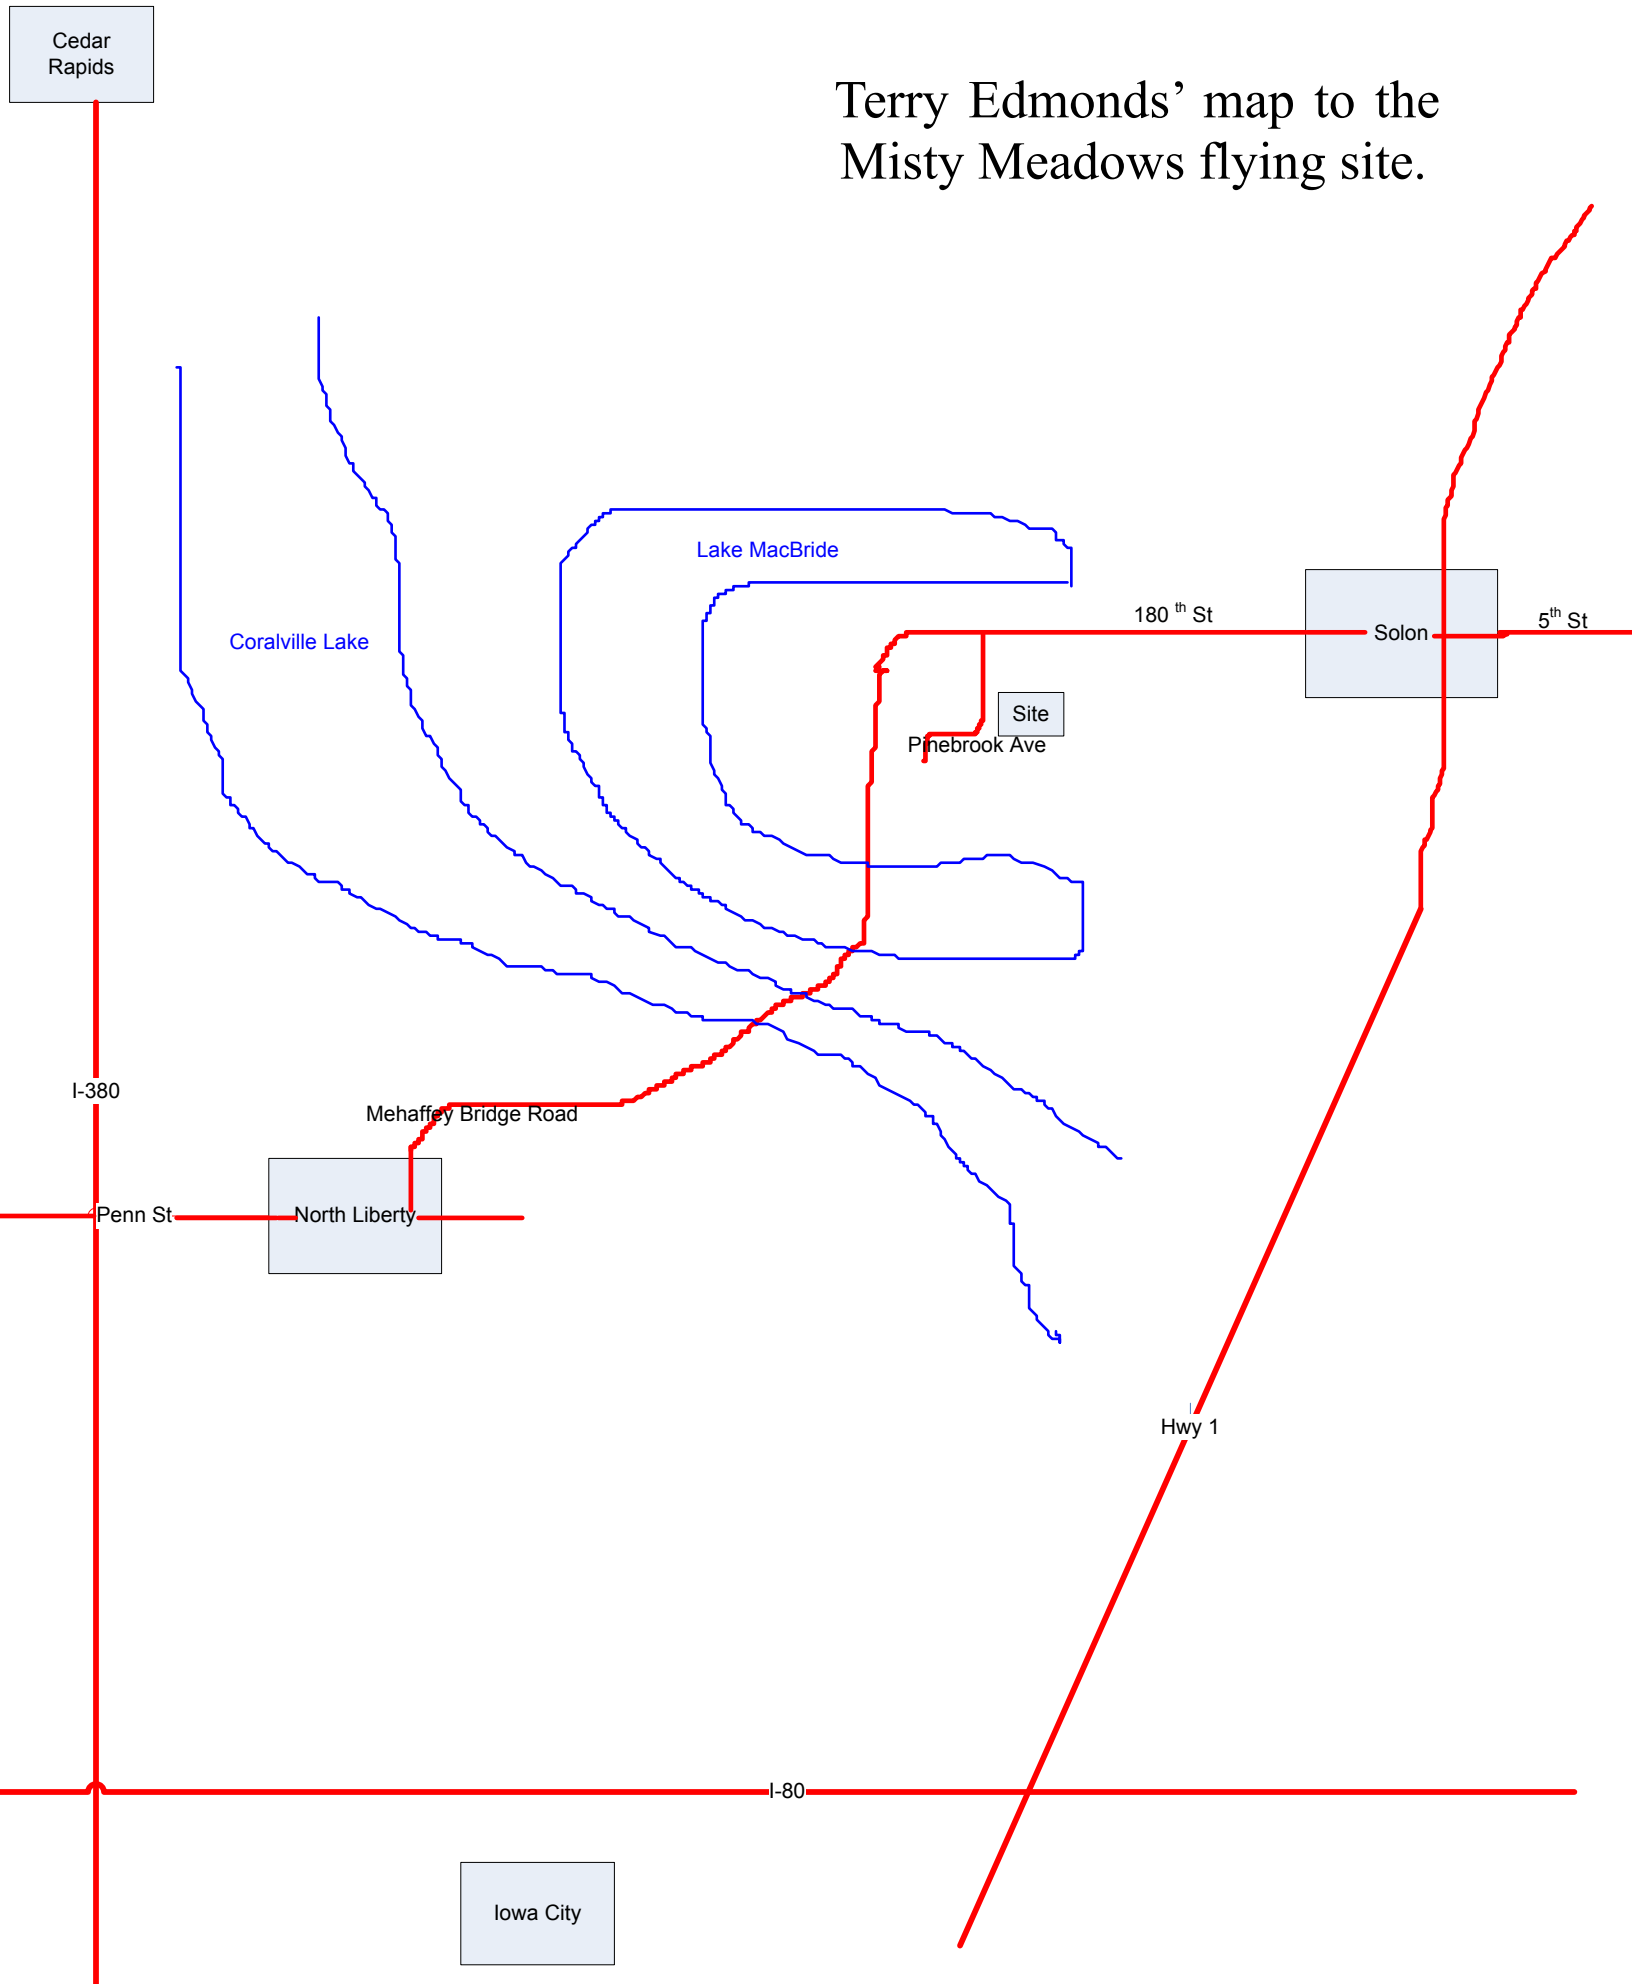 Cedar
Rapids
Terry Edmonds’ map to the
Misty Meadows flying site.
Lake MacBride
180 th St
5th St
Solon
Coralville Lake
Site
Pinebrook Ave
I-380
Mehaffey Bridge Road
Penn St
North Liberty
Hwy 1
I-80
Iowa City